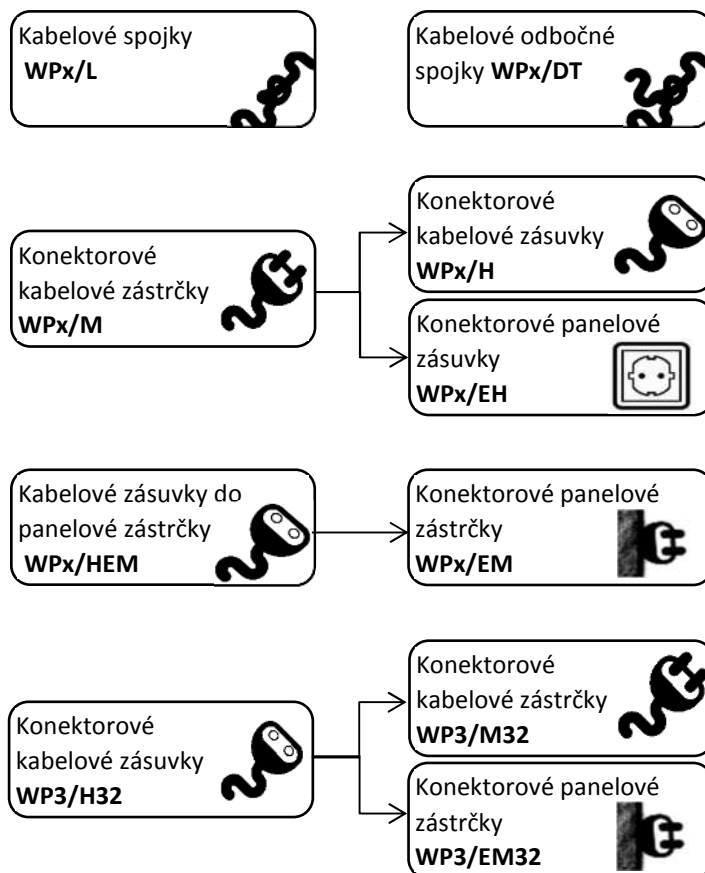 Kabelové spojky
WPx/L
Kabelové odbočné
spojky WPx/DT
Konektorové
kabelové zástrčky
WPx/M
Konektorové
kabelové zásuvky
WPx/H
Konektorové panelové
zásuvky
WPx/EH
Kabelové zásuvky do
panelové zástrčky
WPx/HEM
Konektorové panelové
zástrčky
WPx/EM
Konektorové
kabelové zásuvky
WP3/H32
Konektorové
kabelové zástrčky
WP3/M32
Konektorové panelové
zástrčky
WP3/EM32